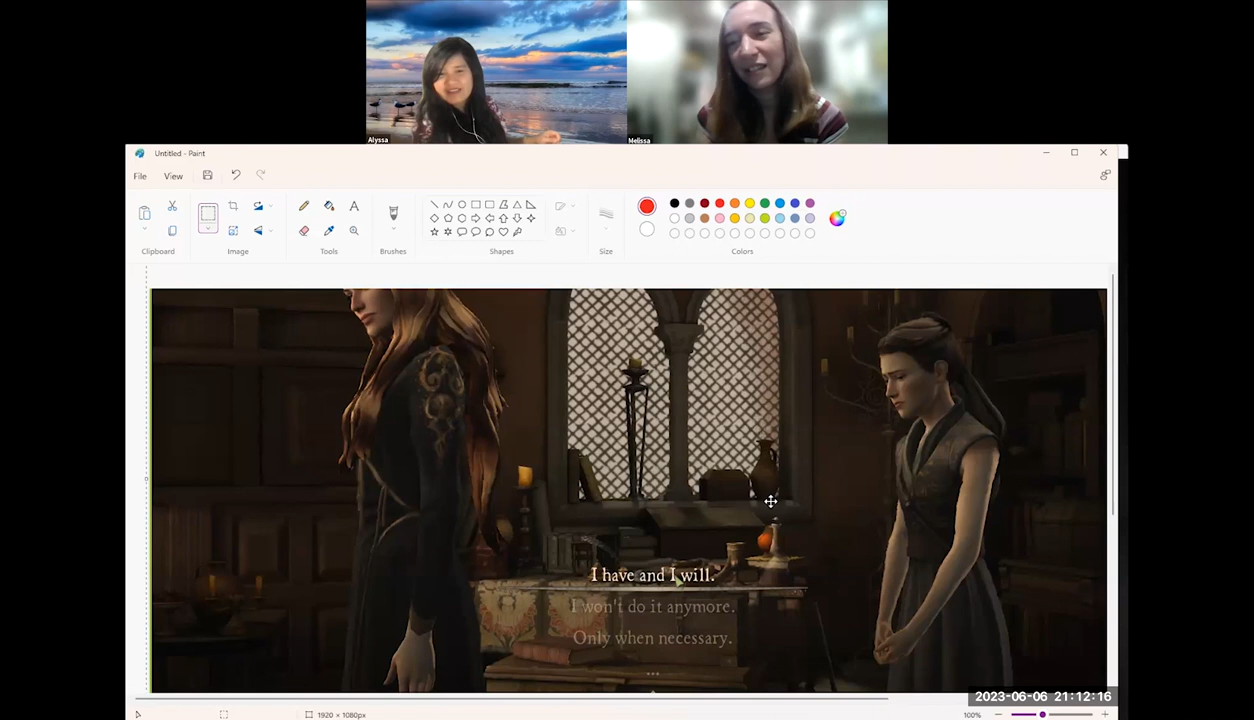 Alyssa
Melissa
Untitled - Paint
File
View
Clipboard
Image
Tools
Brushes
Shapes
Size
Colors
A
I have and I will.
I won't do it anymore.
Only when necessary.
...
2023-06-06 21:12:16
1920 × 1080px
100%